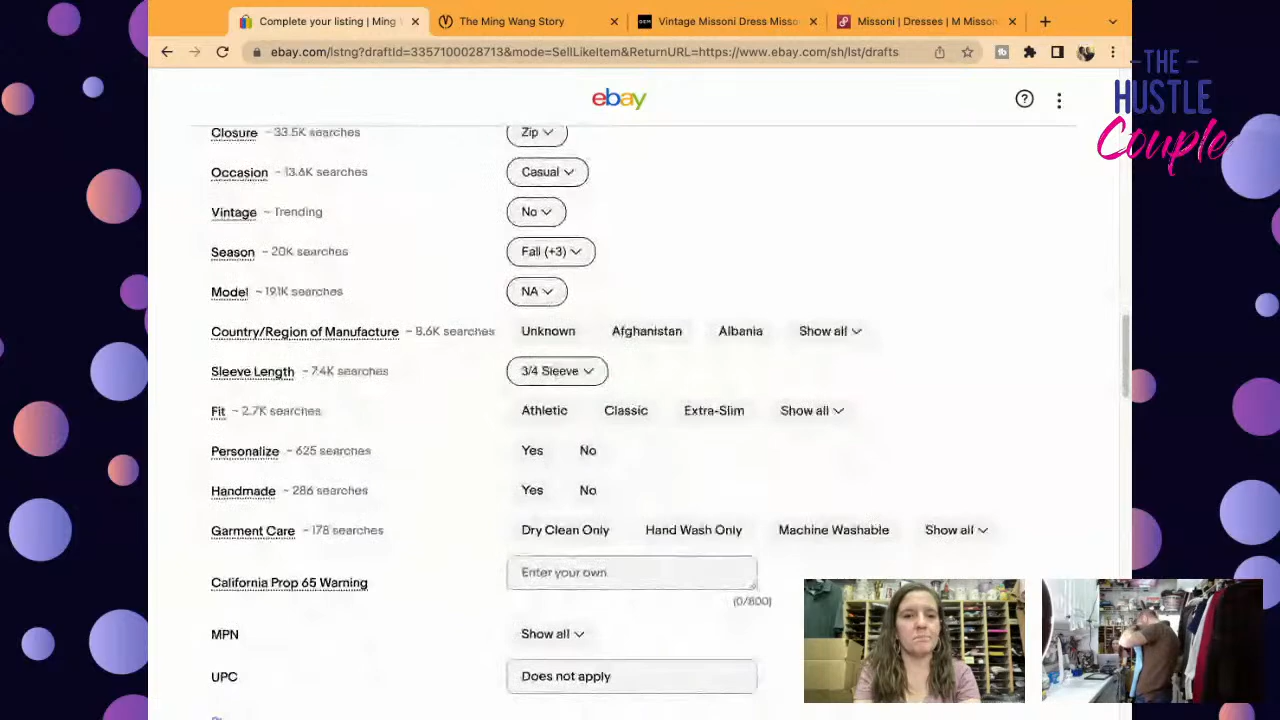 Complete your listing | Ming
The Ming Wang Story
Vintage Missoni Dress Misso
Missoni | Dresses | M Misson
ebay.com/lstng?draftId=3357100028713&mode=SellLikeItem&ReturnURL=https://www.ebay.com/sh/lst/drafts
-THE-
HUSTLE
Couple
ebay
Closure ~ 33.5K searches Zip
Occasion ~ 13.6K searches Casual
Vintage ~ Trending No
Season ~ 20K searches Fall (+3)
Model ~ 19.1K searches NA
Country/Region of Manufacture ~ 8.6K searches Unknown Afghanistan Albania Show all
Sleeve Length ~ 7.4K searches 3/4 Sleeve
Fit ~ 2.7K searches Athletic Classic Extra-Slim Show all
Personalize ~ 625 searches Yes No
Handmade ~ 286 searches Yes No
Garment Care ~ 178 searches Dry Clean Only Hand Wash Only Machine Washable Show all
California Prop 65 Warning Enter your own
(0/800)
MPN Show all
UPC Does not apply